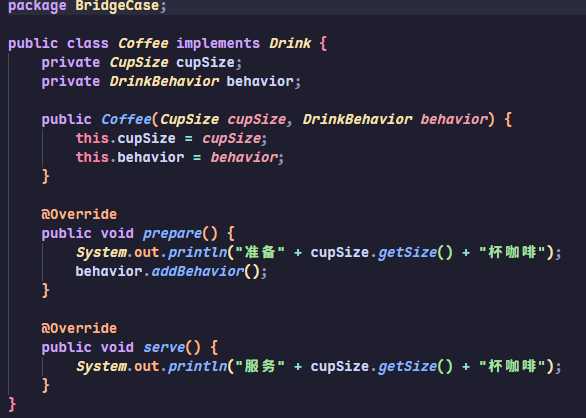 package BridgeCase;
public class Coffee implements Drink {
private CupSize cupSize;
private DrinkBehavior behavior;
public Coffee(CupSize cupSize, DrinkBehavior behavior) {
this.cupSize = cupSize;
this.behavior = behavior;
}
@Override
public void prepare() {
System.out.println("准备" + cupSize.getSize() + "杯咖啡");
behavior.addBehavior();
}
@Override
public void serve() {
System.out.println("服务" + cupSize.getSize() + "杯咖啡");
}
}